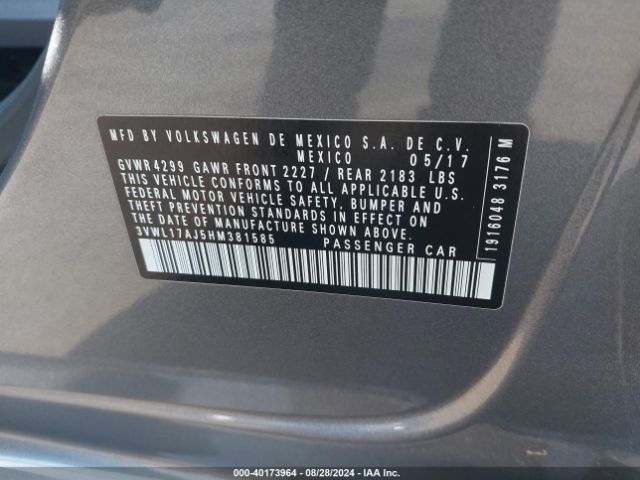 MFD BY VOLKSWAGEN DE MEXICO S.A. DE C.V.
MEXICO 05/17
GVWR 4299 GAWR FRONT 2227 / REAR 2183 LBS
THIS VEHICLE CONFORMS TO ALL APPLICABLE U.S.
FEDERAL MOTOR VEHICLE SAFETY, BUMPER AND
THEFT PREVENTION STANDARDS IN EFFECT ON
THE DATE OF MANUFACTURE SHOWN ABOVE.
3VWL17AJ5HM381585 PASSENGER CAR
1916048 3176 M
000-40173964 - 08/28/2024 - IAA Inc.